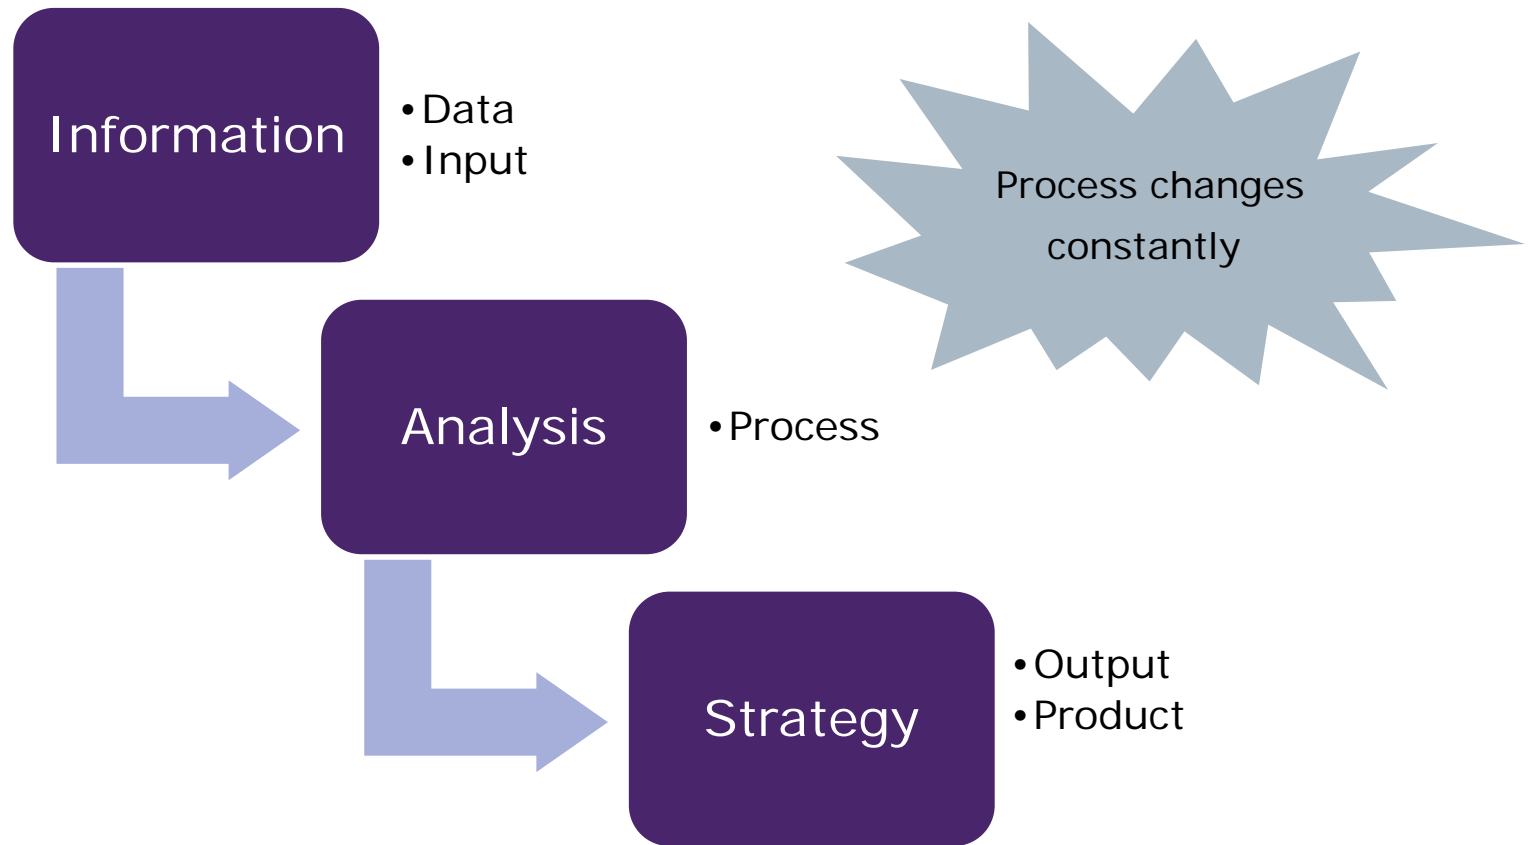 Information
•Data
•Input
Process changes
constantly
Analysis
•Process
Strategy
•Output
•Product